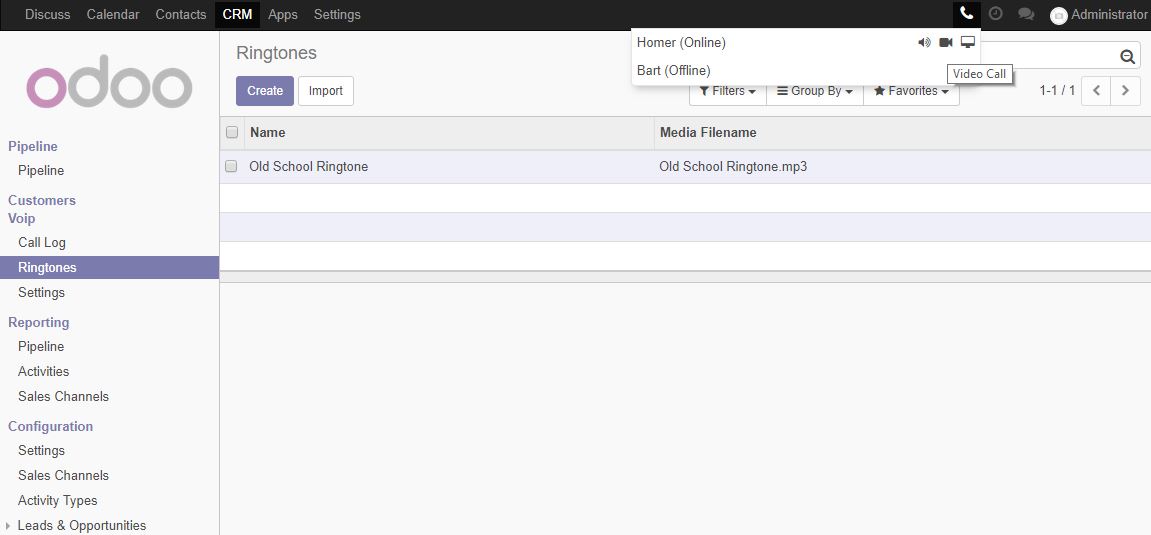 Discuss Calendar Contacts CRM Apps Settings Administrator
odoo
Ringtones
Homer (Online)
Bart (Offline)
Video Call
Create Import
Filters Group By Favorites 1-1 / 1
Name Media Filename
Old School Ringtone Old School Ringtone.mp3
Pipeline
Pipeline
Customers
Voip
Call Log
Ringtones
Settings
Reporting
Pipeline
Activities
Sales Channels
Configuration
Settings
Sales Channels
Activity Types
Leads & Opportunities